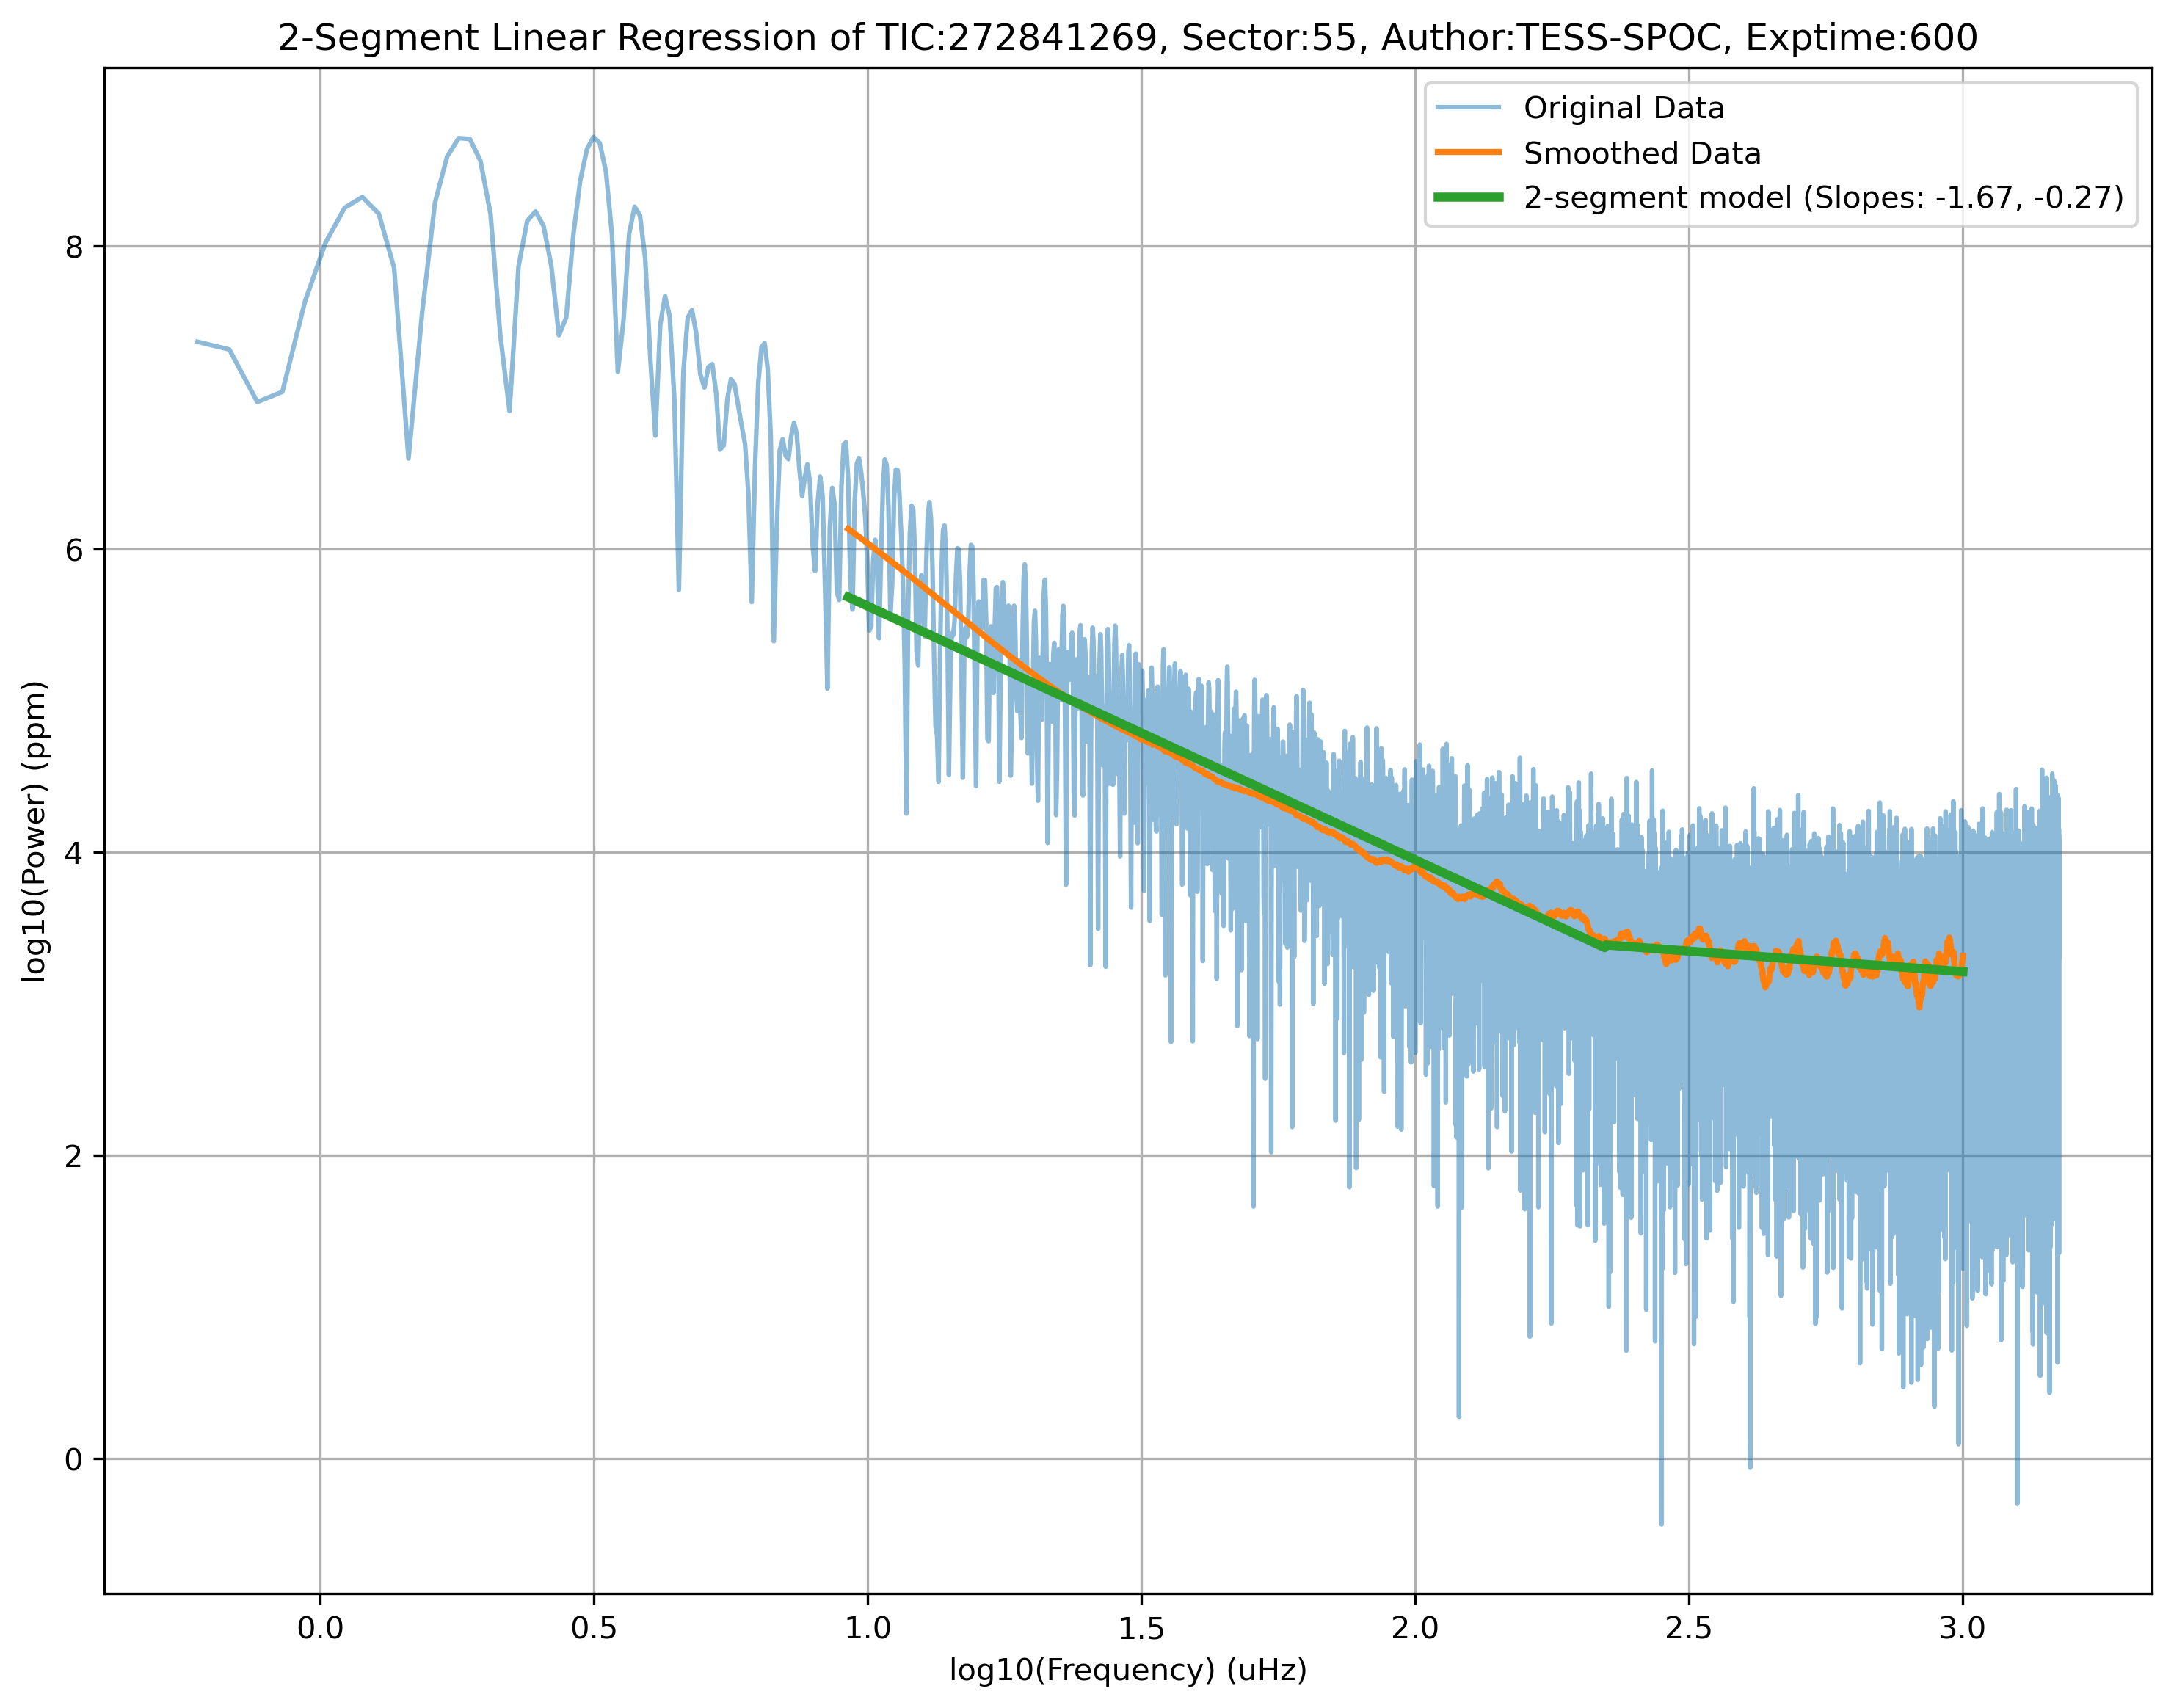 2-Segment Linear Regression of TIC:272841269, Sector:55, Author:TESS-SPOC, Exptime:600
Original Data
Smoothed Data
2-segment model (Slopes: -1.67, -0.27)
log10(Power) (ppm)
8
6
4
2
0
0.0 0.5 1.0 1.5 2.0 2.5 3.0
log10(Frequency) (uHz)